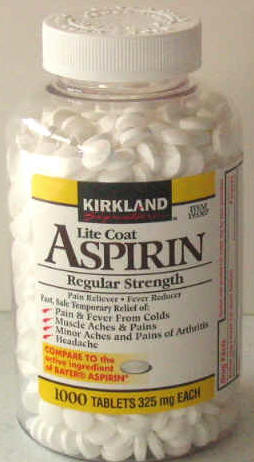 KIRKLAND
Signature
Lite Coat
ASPIRIN
Regular Strength
Pain Reliever • Fever Reducer
Fast, Safe Temporary Relief of:
Pain & Fever From Colds
Muscle Aches & Pains
Minor Aches and Pains of Arthritis
Headache
COMPARE TO the
active ingredient
of BAYER® ASPIRIN*
1000 TABLETS 325 mg EACH
Drug Facts